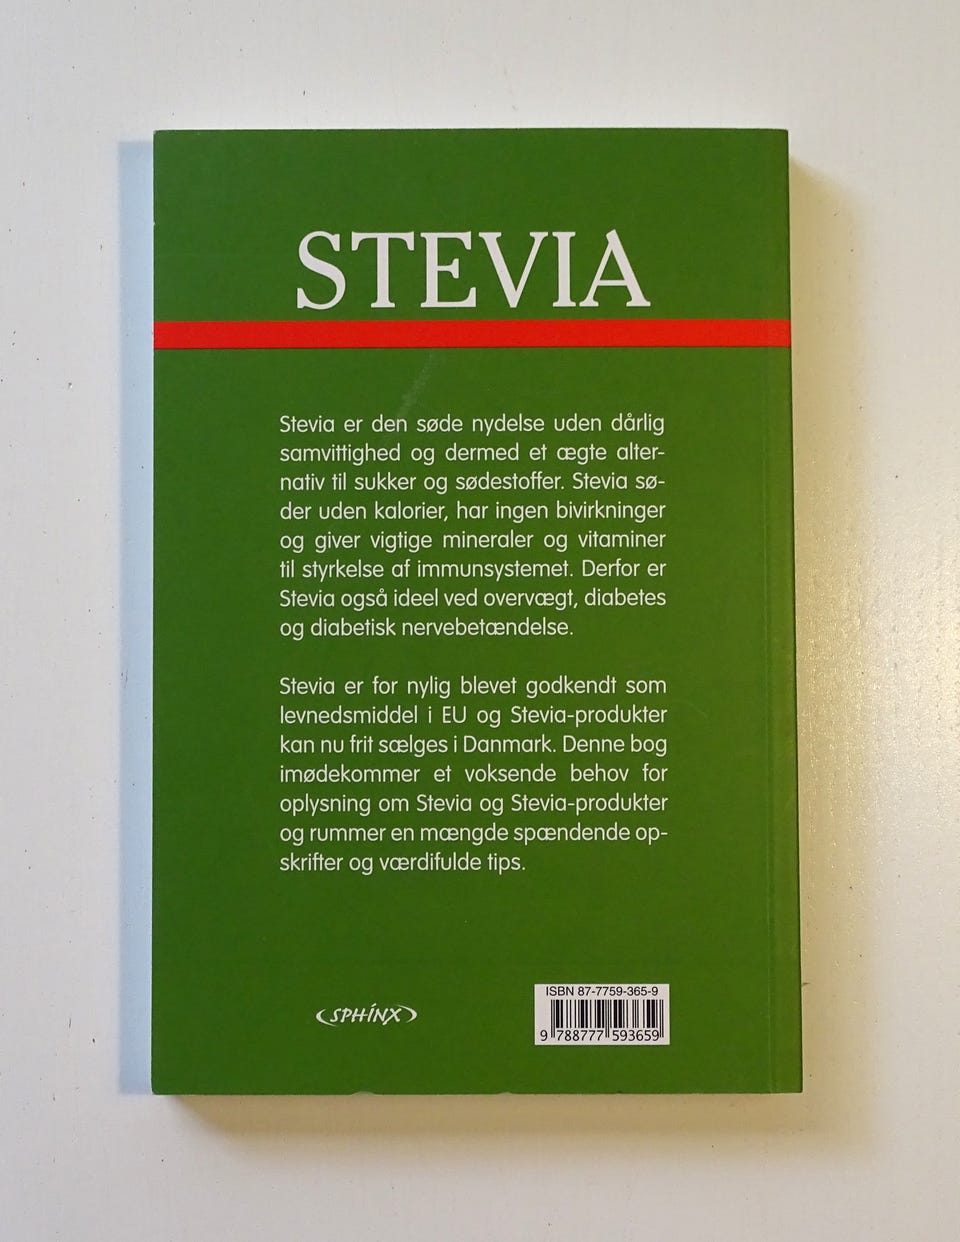 STEVIA
Stevia er den søde nydelse uden dårlig
samvittighed og dermed et ægte alter-
nativ til sukker og sødestoffer. Stevia sø-
der uden kalorier, har ingen bivirkninger
og giver vigtige mineraler og vitaminer
til styrkelse af immunsystemet. Derfor er
Stevia også ideel ved overvægt, diabetes
og diabetisk nervebetændelse.
Stevia er for nylig blevet godkendt som
levnedsmiddel i EU og Stevia-produkter
kan nu frit sælges i Danmark. Denne bog
imødekommer et voksende behov for
oplysning om Stevia og Stevia-produkter
og rummer en mængde spændende op-
skrifter og værdifulde tips.
SPHINX
ISBN 87-7759-365-9
9 788777 593659